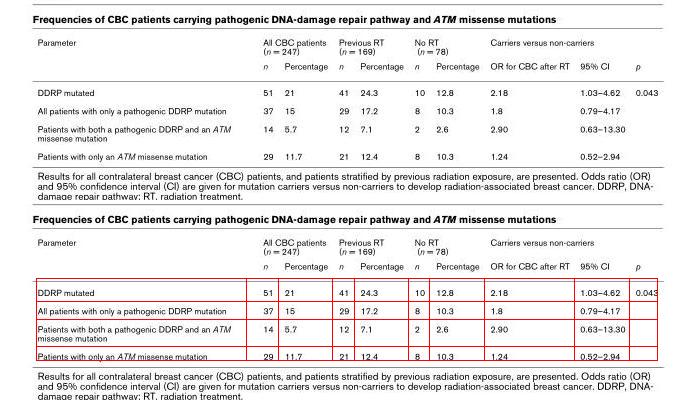 Frequencies of CBC patients carrying pathogenic DNA-damage repair pathway and ATM missense mutations
Parameter All CBC patients Previous RT No RT Carriers versus non-carriers
(n = 247) (n = 169) (n = 78)
n Percentage n Percentage n Percentage OR for CBC after RT 95% CI p
DDRP mutated 51 21 41 24.3 10 12.8 2.18 1.03–4.62 0.043
All patients with only a pathogenic DDRP mutation 37 15 29 17.2 8 10.3 1.8 0.79–4.17
Patients with both a pathogenic DDRP and an ATM 14 5.7 12 7.1 2 2.6 2.90 0.63–13.30
missense mutation
Patients with only an ATM missense mutation 29 11.7 21 12.4 8 10.3 1.24 0.52–2.94
Results for all contralateral breast cancer (CBC) patients, and patients stratified by previous radiation exposure, are presented. Odds ratio (OR)
and 95% confidence interval (CI) are given for mutation carriers versus non-carriers to develop radiation-associated breast cancer. DDRP, DNA-
damage repair pathway; RT, radiation treatment.
Frequencies of CBC patients carrying pathogenic DNA-damage repair pathway and ATM missense mutations
Parameter All CBC patients Previous RT No RT Carriers versus non-carriers
(n = 247) (n = 169) (n = 78)
n Percentage n Percentage n Percentage OR for CBC after RT 95% CI p
DDRP mutated 51 21 41 24.3 10 12.8 2.18 1.03–4.62 0.043
All patients with only a pathogenic DDRP mutation 37 15 29 17.2 8 10.3 1.8 0.79–4.17
Patients with both a pathogenic DDRP and an ATM 14 5.7 12 7.1 2 2.6 2.90 0.63–13.30
missense mutation
Patients with only an ATM missense mutation 29 11.7 21 12.4 8 10.3 1.24 0.52–2.94
Results for all contralateral breast cancer (CBC) patients, and patients stratified by previous radiation exposure, are presented. Odds ratio (OR)
and 95% confidence interval (CI) are given for mutation carriers versus non-carriers to develop radiation-associated breast cancer. DDRP, DNA-
damage repair pathway; RT, radiation treatment.